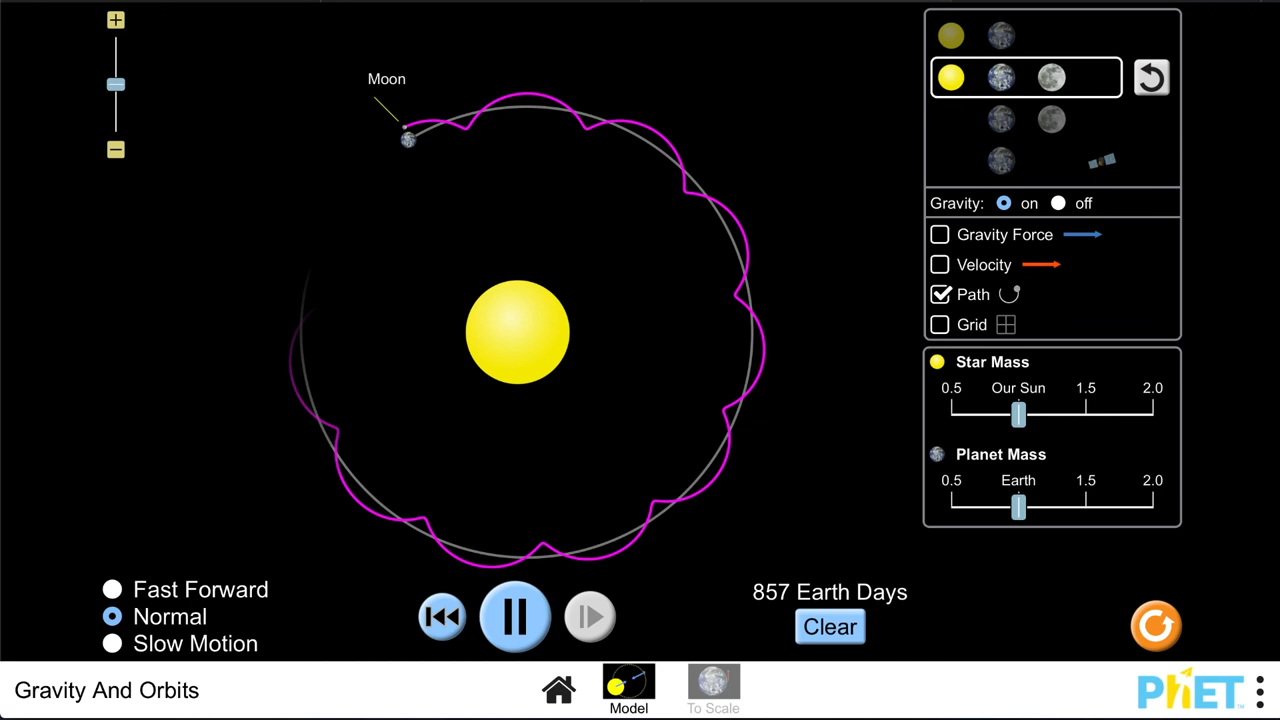 Moon
Gravity: on off
Gravity Force
Velocity
Path
Grid
Star Mass
0.5 Our Sun 1.5 2.0
Planet Mass
0.5 Earth 1.5 2.0
Fast Forward
Normal
Slow Motion
857 Earth Days
Clear
Gravity And Orbits
Model
To Scale
PhET